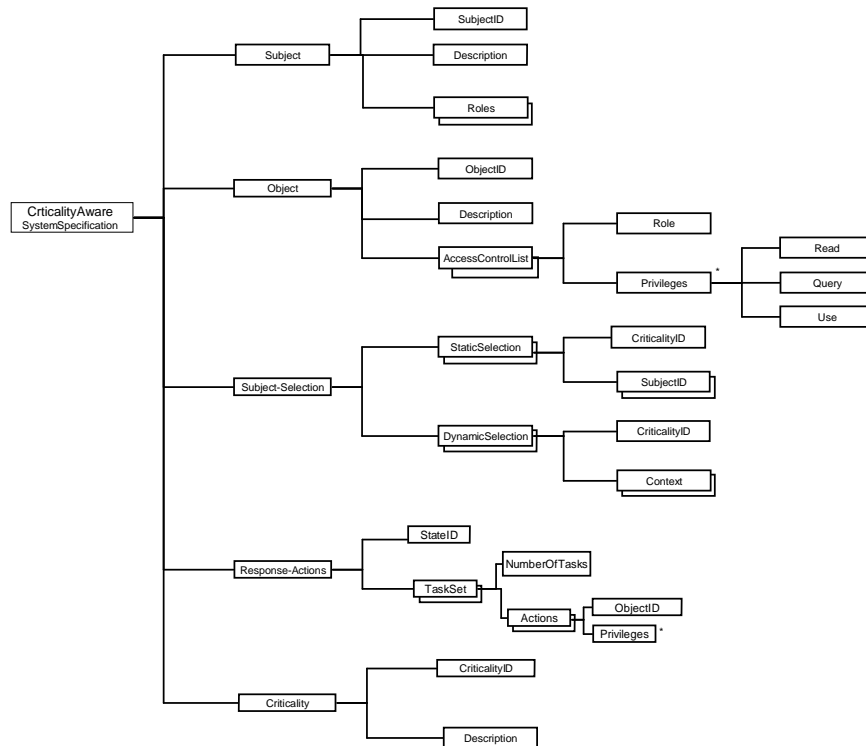 CrticalityAware
SystemSpecification
Subject
SubjectID
Description
Roles
Object
ObjectID
Description
AccessControlList
Role
Privileges
*
Read
Query
Use
Subject-Selection
StaticSelection
CriticalityID
SubjectID
DynamicSelection
CriticalityID
Context
Response-Actions
StateID
TaskSet
NumberOfTasks
Actions
ObjectID
Privileges *
Criticality
CriticalityID
Description